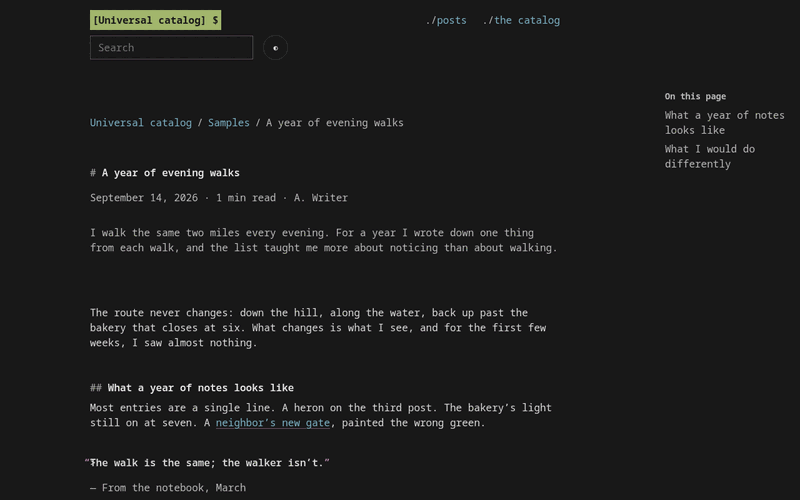 [Universal catalog] $
./posts ./the catalog
Search
On this page
What a year of notes
looks like
What I would do
differently
Universal catalog / Samples / A year of evening walks
# A year of evening walks
September 14, 2026 · 1 min read · A. Writer
I walk the same two miles every evening. For a year I wrote down one thing
from each walk, and the list taught me more about noticing than about walking.
The route never changes: down the hill, along the water, back up past the
bakery that closes at six. What changes is what I see, and for the first few
weeks, I saw almost nothing.
## What a year of notes looks like
Most entries are a single line. A heron on the third post. The bakery’s light
still on at seven. A neighbor’s new gate, painted the wrong green.
“The walk is the same; the walker isn’t.”
— From the notebook, March